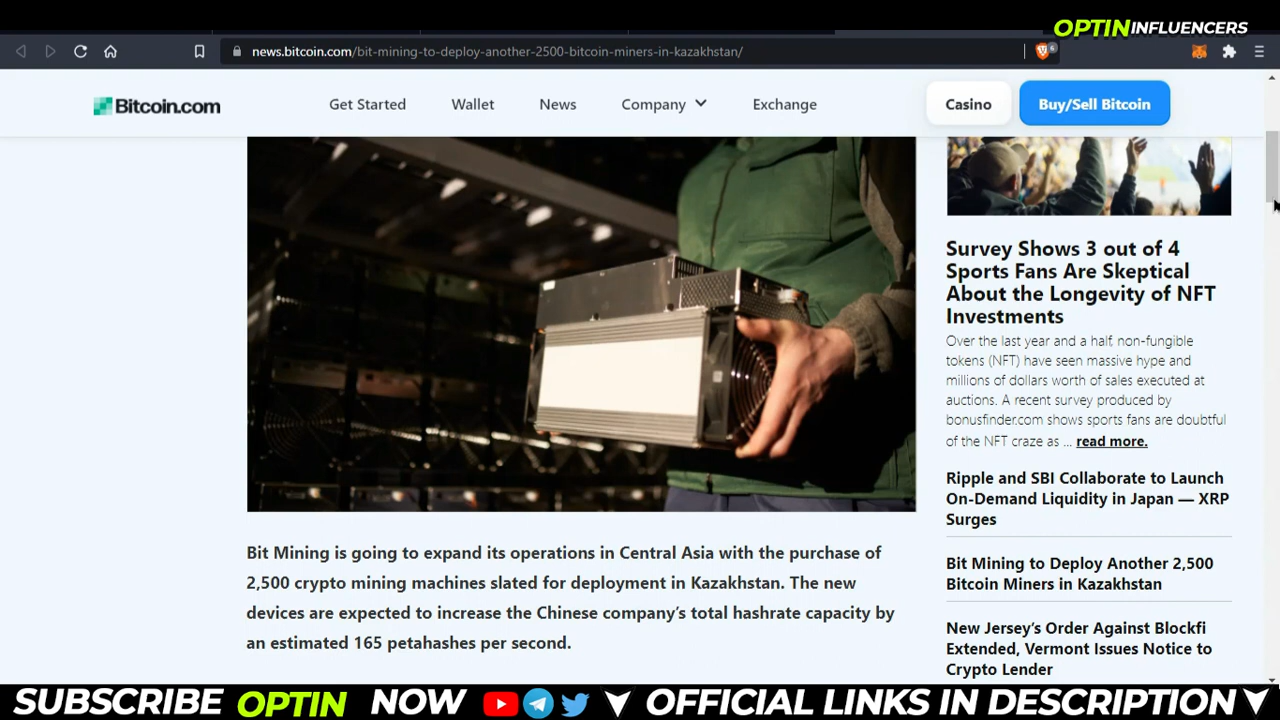 OPTIN INFLUENCERS
news.bitcoin.com/bit-mining-to-deploy-another-2500-bitcoin-miners-in-kazakhstan/
6
Bitcoin.com
Get Started
Wallet
News
Company
Exchange
Casino
Buy/Sell Bitcoin
Bit Mining is going to expand its operations in Central Asia with the purchase of
2,500 crypto mining machines slated for deployment in Kazakhstan. The new
devices are expected to increase the Chinese company’s total hashrate capacity by
an estimated 165 petahashes per second.
Survey Shows 3 out of 4
Sports Fans Are Skeptical
About the Longevity of NFT
Investments
Over the last year and a half, non-fungible
tokens (NFT) have seen massive hype and
millions of dollars worth of sales executed at
auctions. A recent survey produced by
bonusfinder.com shows sports fans are doubtful
of the NFT craze as ... read more.
Ripple and SBI Collaborate to Launch
On-Demand Liquidity in Japan — XRP
Surges
Bit Mining to Deploy Another 2,500
Bitcoin Miners in Kazakhstan
New Jersey’s Order Against Blockfi
Extended, Vermont Issues Notice to
Crypto Lender
SUBSCRIBE OPTIN NOW OFFICIAL LINKS IN DESCRIPTION